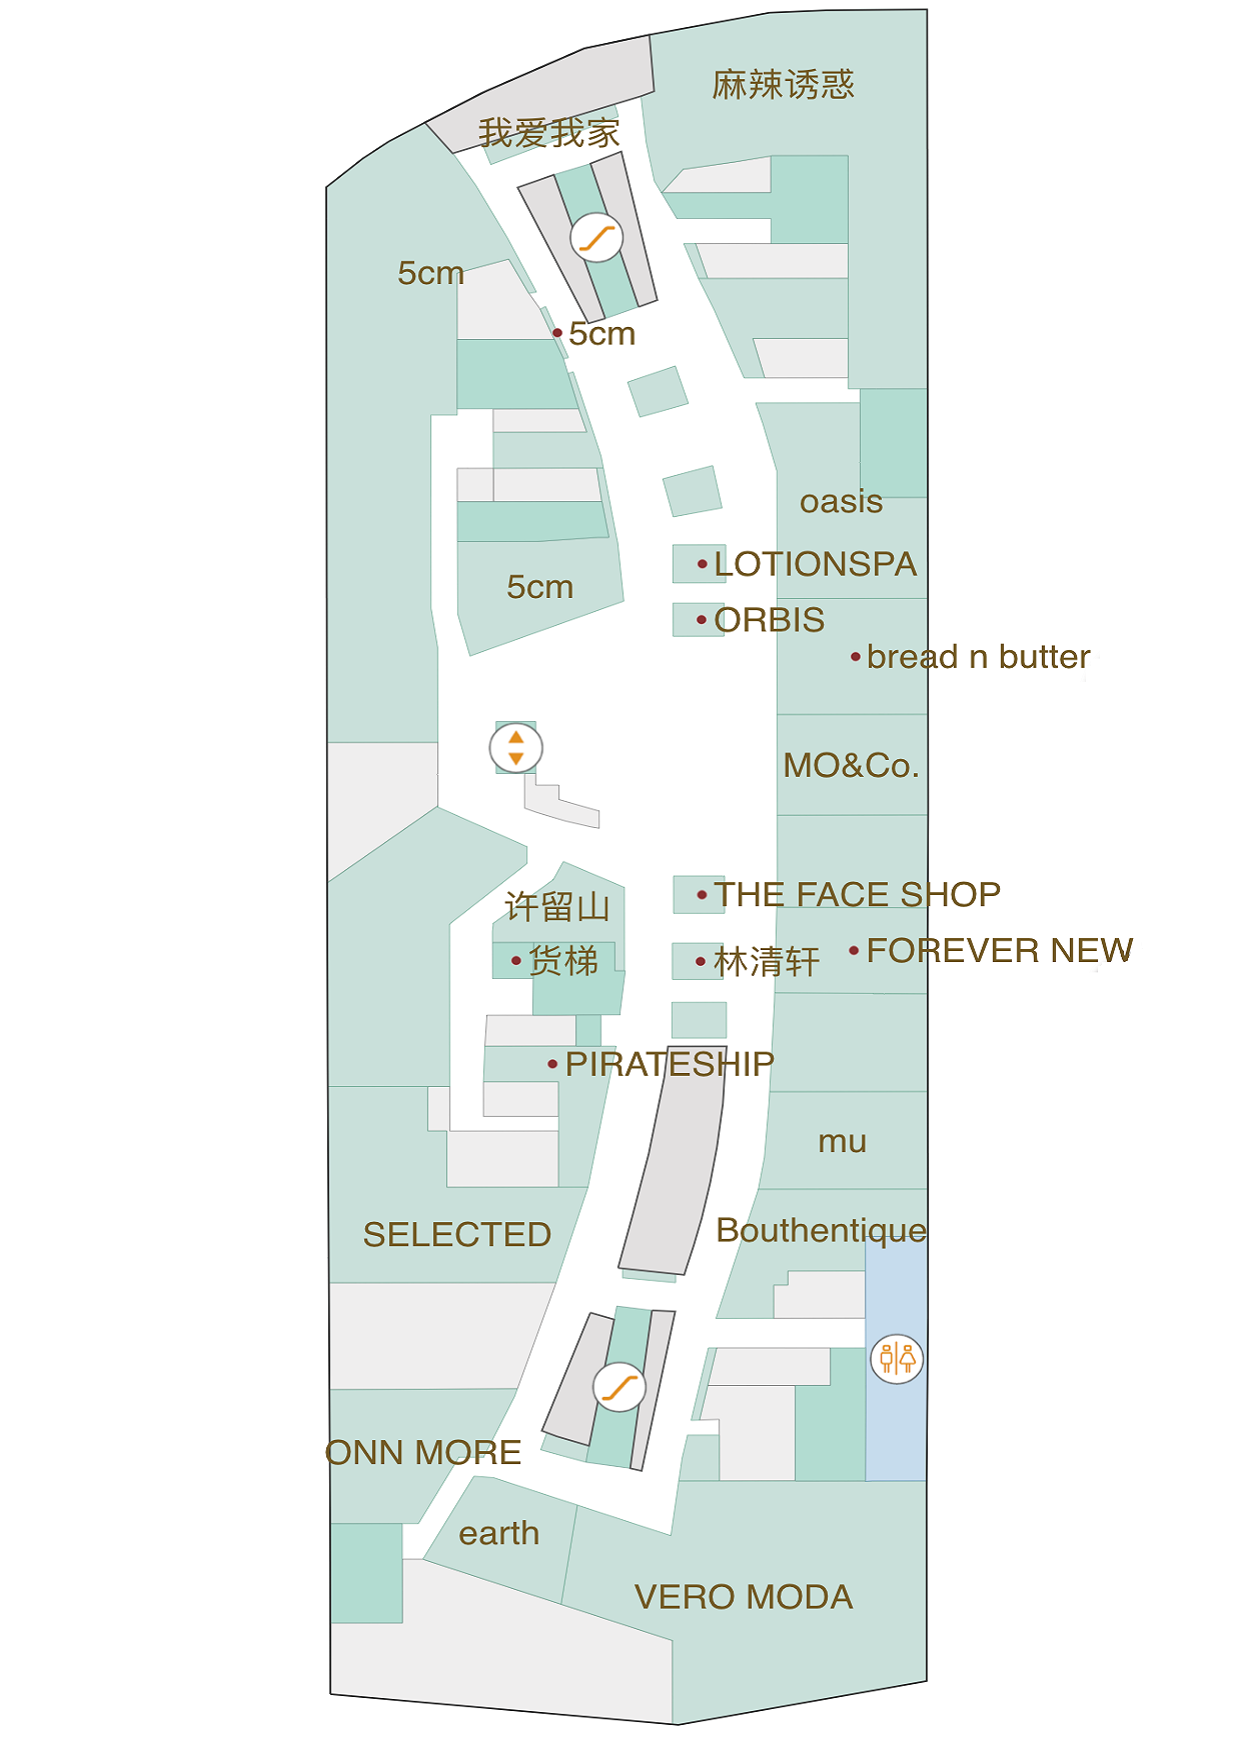 麻辣诱惑
我爱我家
5cm
5cm
oasis
LOTIONSPA
5cm
ORBIS
bread n butter
MO&Co.
THE FACE SHOP
许留山
货梯
林清轩
FOREVER NEW
PIRATESHIP
mu
SELECTED
Bouthentique
ONN MORE
earth
VERO MODA